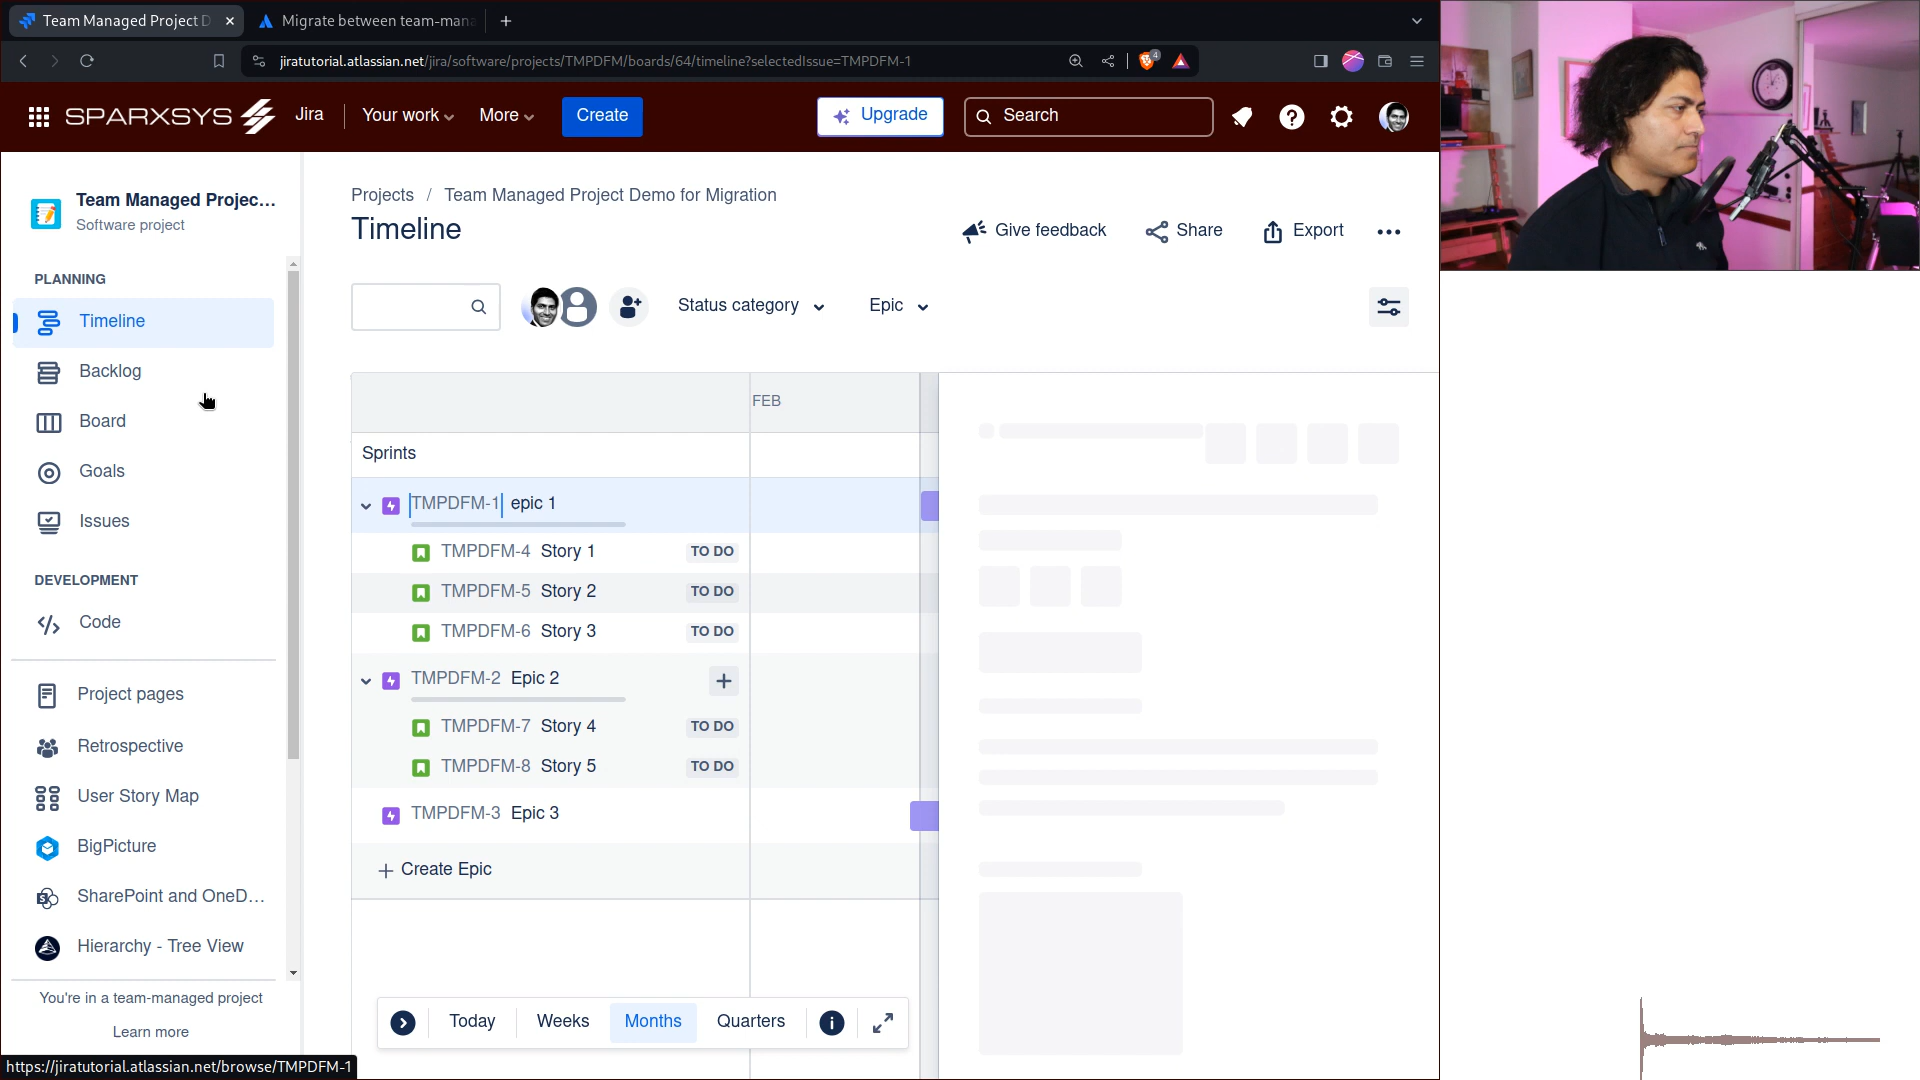 Team Managed Project D
Migrate between team-mana
jiratutorial.atlassian.net/jira/software/projects/TMPDFM/boards/64/timeline?selectedIssue=TMPDFM-1
4
SPARXSYS
Jira
Your work
More
Create
Upgrade
Search
Team Managed Projec...
Software project
PLANNING
Timeline
Backlog
Board
Goals
Issues
DEVELOPMENT
Code
Project pages
Retrospective
User Story Map
BigPicture
SharePoint and OneD...
Hierarchy - Tree View
You're in a team-managed project
Learn more
https://jiratutorial.atlassian.net/browse/TMPDFM-1
Projects / Team Managed Project Demo for Migration
Timeline
Give feedback
Share
Export
Status category
Epic
FEB
Sprints
TMPDFM-1 epic 1
TMPDFM-4 Story 1 TO DO
TMPDFM-5 Story 2 TO DO
TMPDFM-6 Story 3 TO DO
TMPDFM-2 Epic 2
TMPDFM-7 Story 4 TO DO
TMPDFM-8 Story 5 TO DO
TMPDFM-3 Epic 3
Create Epic
Today
Weeks
Months
Quarters